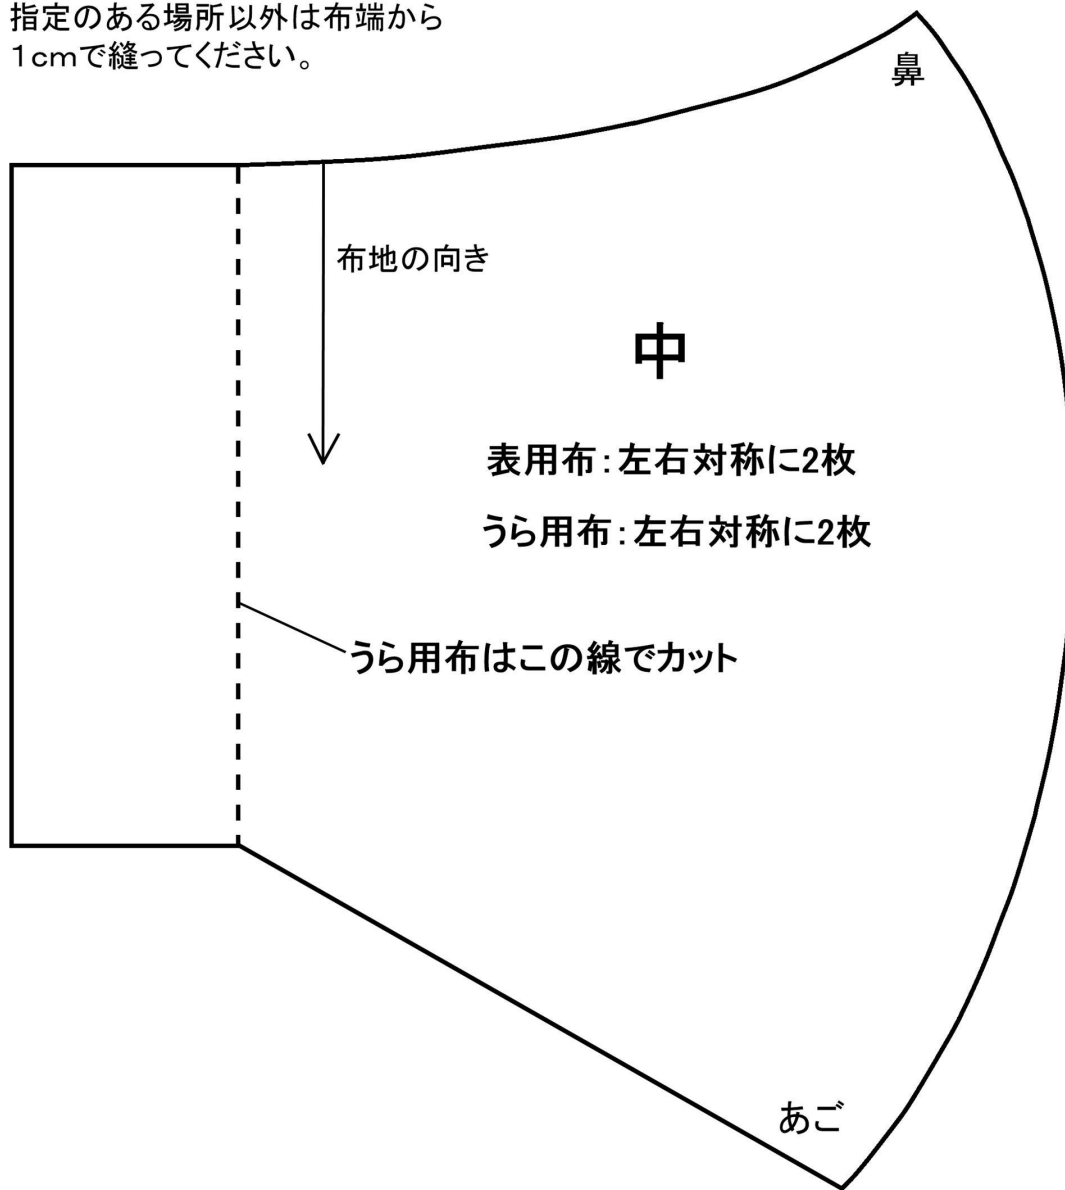 指定のある場所以外は布端から
1cmで縫ってください。
鼻
布地の向き
中
表用布:左右対称に2枚
うら用布:左右対称に2枚
うら用布はこの線でカット
あご